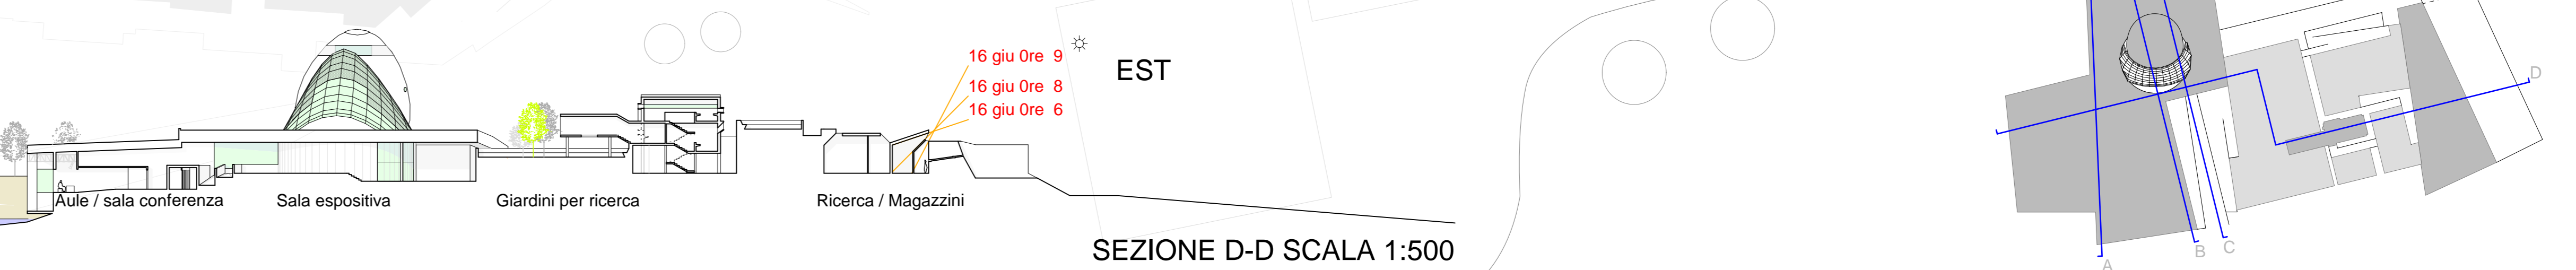 16 giu 0re 9
EST
16 giu 0re 8
16 giu 0re 6
Aule / sala conferenza
Sala espositiva
Giardini per ricerca
Ricerca / Magazzini
SEZIONE D-D SCALA 1:500
D
B
C
A